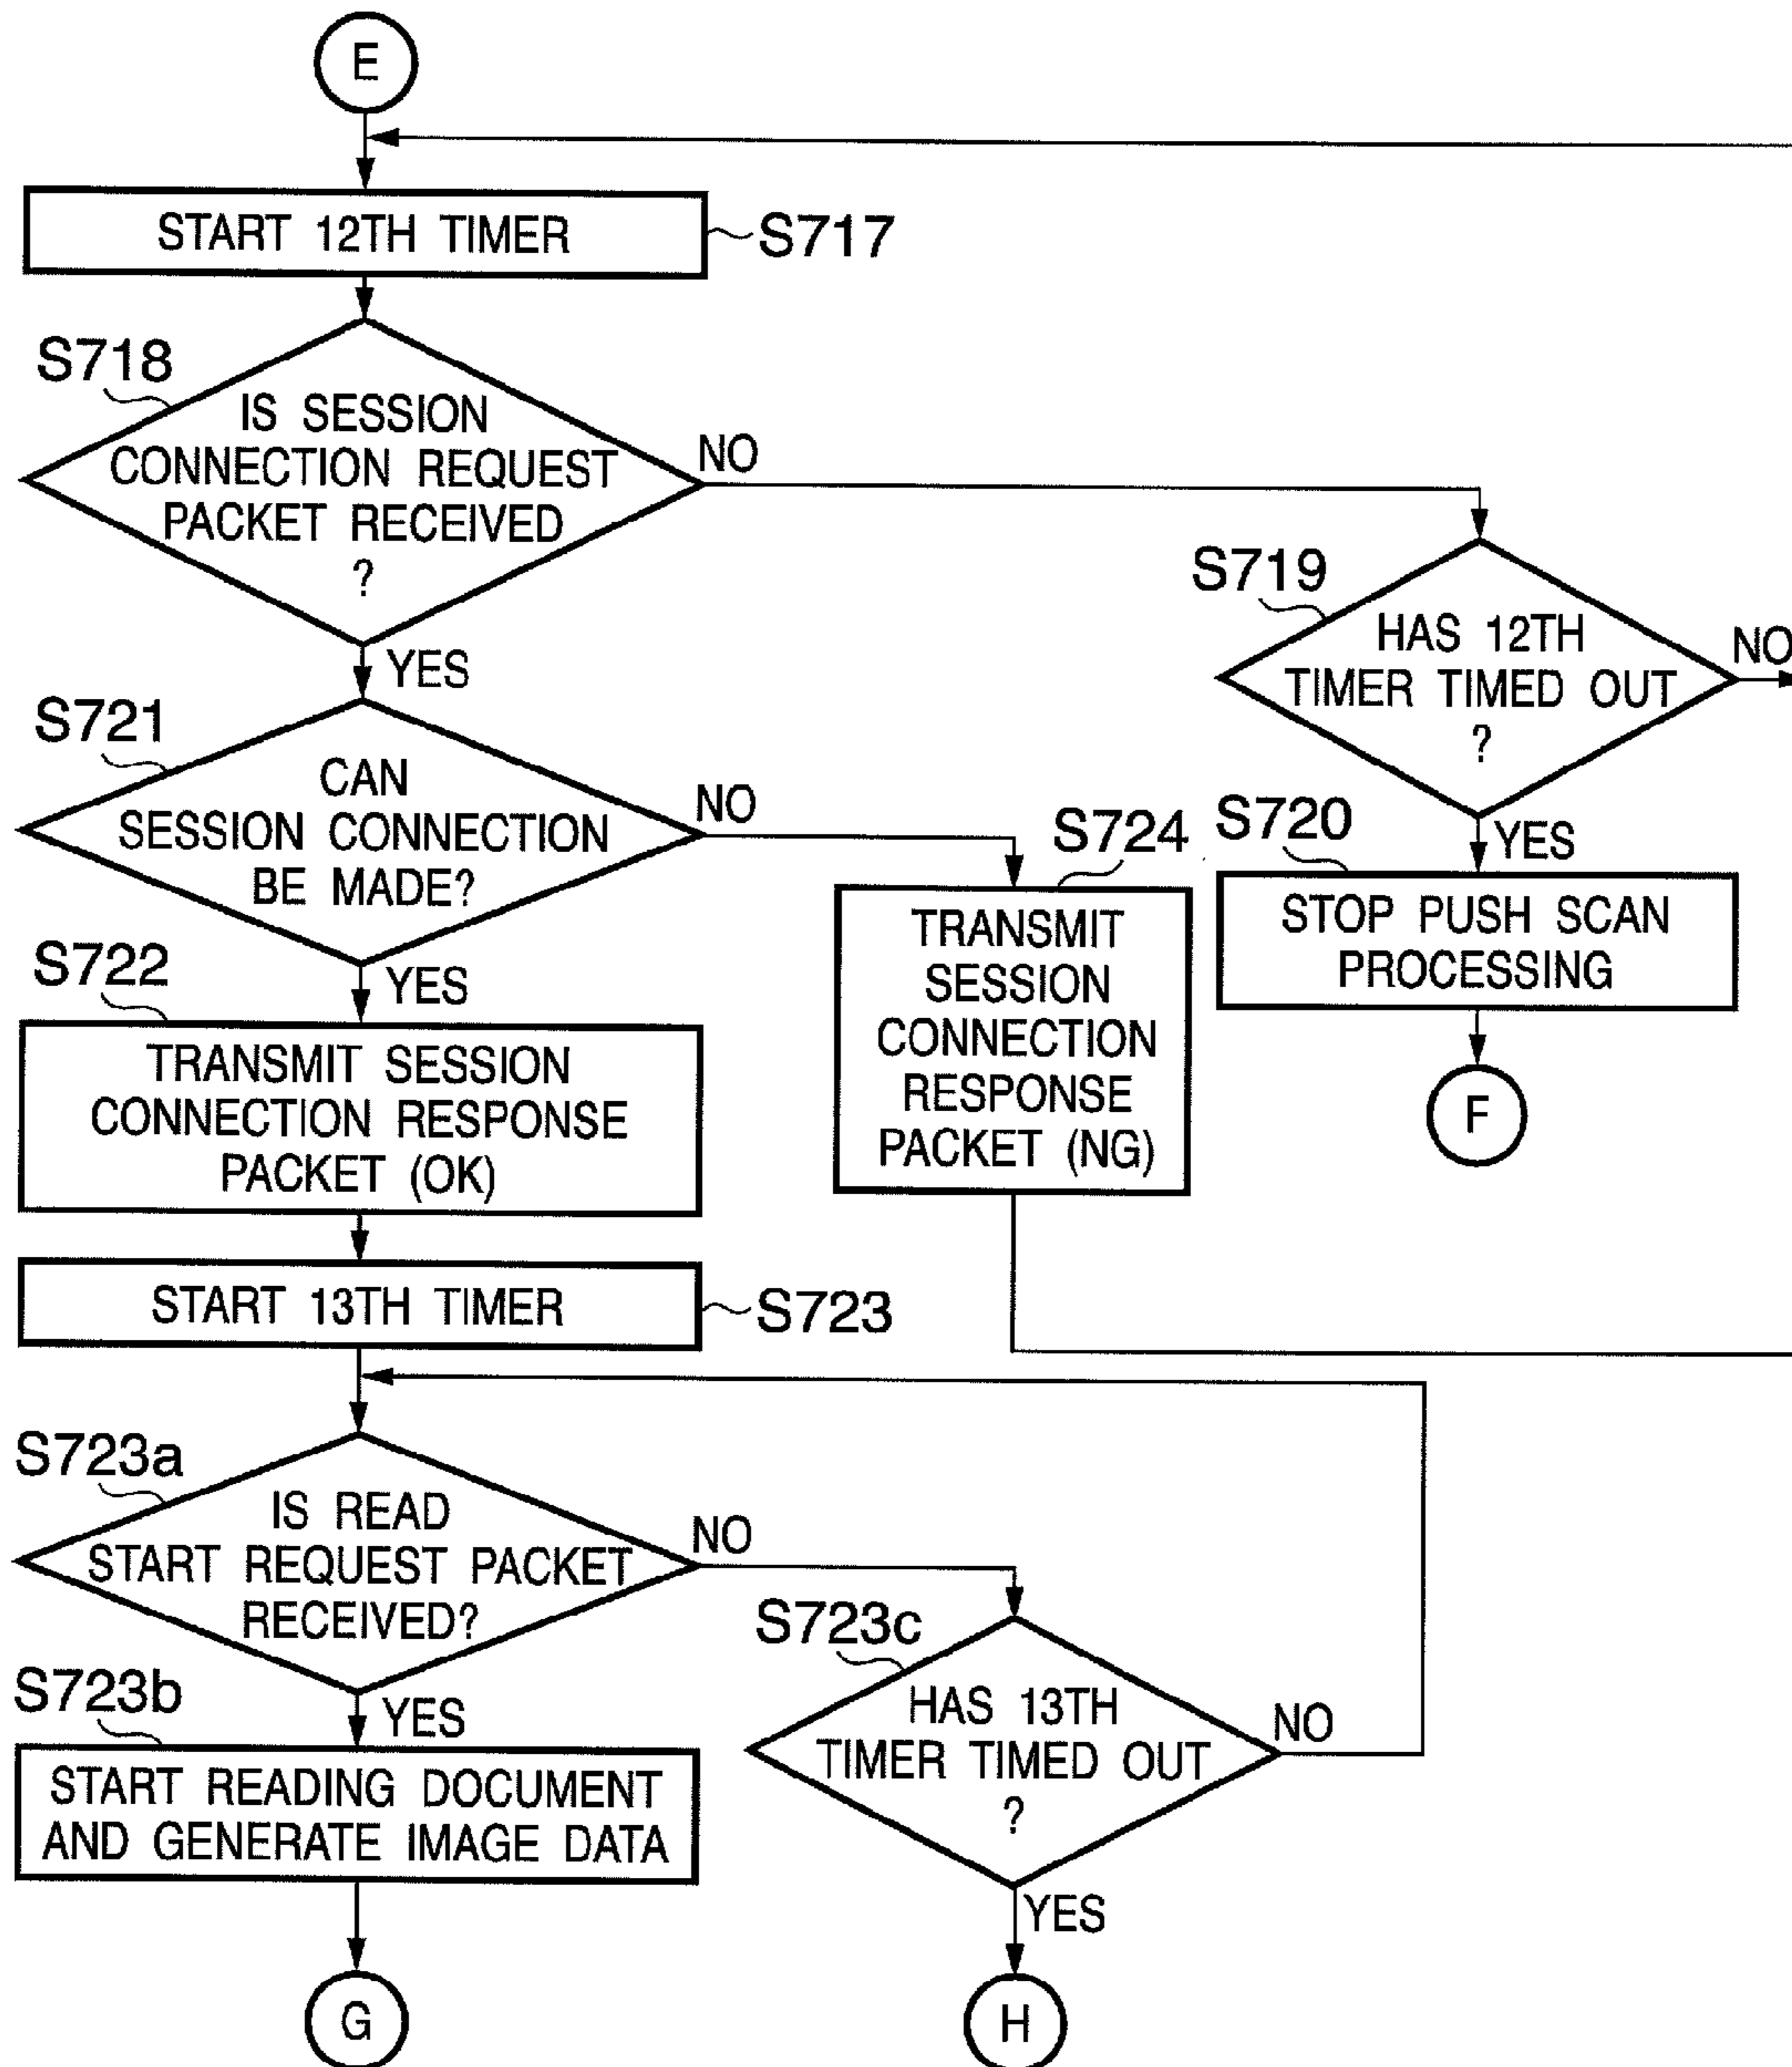 E
START 12TH TIMER
S717
S718
IS SESSION
CONNECTION REQUEST
PACKET RECEIVED
?
NO
YES
S719
HAS 12TH
TIMER TIMED OUT
?
NO
YES
S720
STOP PUSH SCAN
PROCESSING
F
S721
CAN
SESSION CONNECTION
BE MADE?
NO
YES
S724
TRANSMIT
SESSION
CONNECTION
RESPONSE
PACKET (NG)
S722
TRANSMIT SESSION
CONNECTION RESPONSE
PACKET (OK)
START 13TH TIMER
S723
S723a
IS READ
START REQUEST PACKET
RECEIVED?
NO
YES
S723c
HAS 13TH
TIMER TIMED OUT
?
NO
YES
S723b
START READING DOCUMENT
AND GENERATE IMAGE DATA
G
H